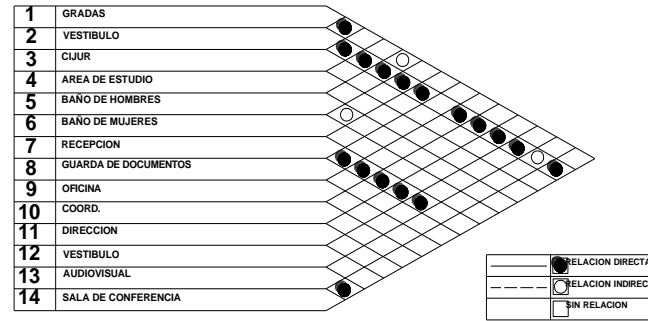 1 GRADAS
2 VESTIBULO
3 CIJUR
4 AREA DE ESTUDIO
5 BAÑO DE HOMBRES
6 BAÑO DE MUJERES
7 RECEPCION
8 GUARDA DE DOCUMENTOS
9 OFICINA
10 COORD.
11 DIRECCION
12 VESTIBULO
13 AUDIOVISUAL
14 SALA DE CONFERENCIA
RELACION DIRECTA
RELACION INDIREC
SIN RELACION